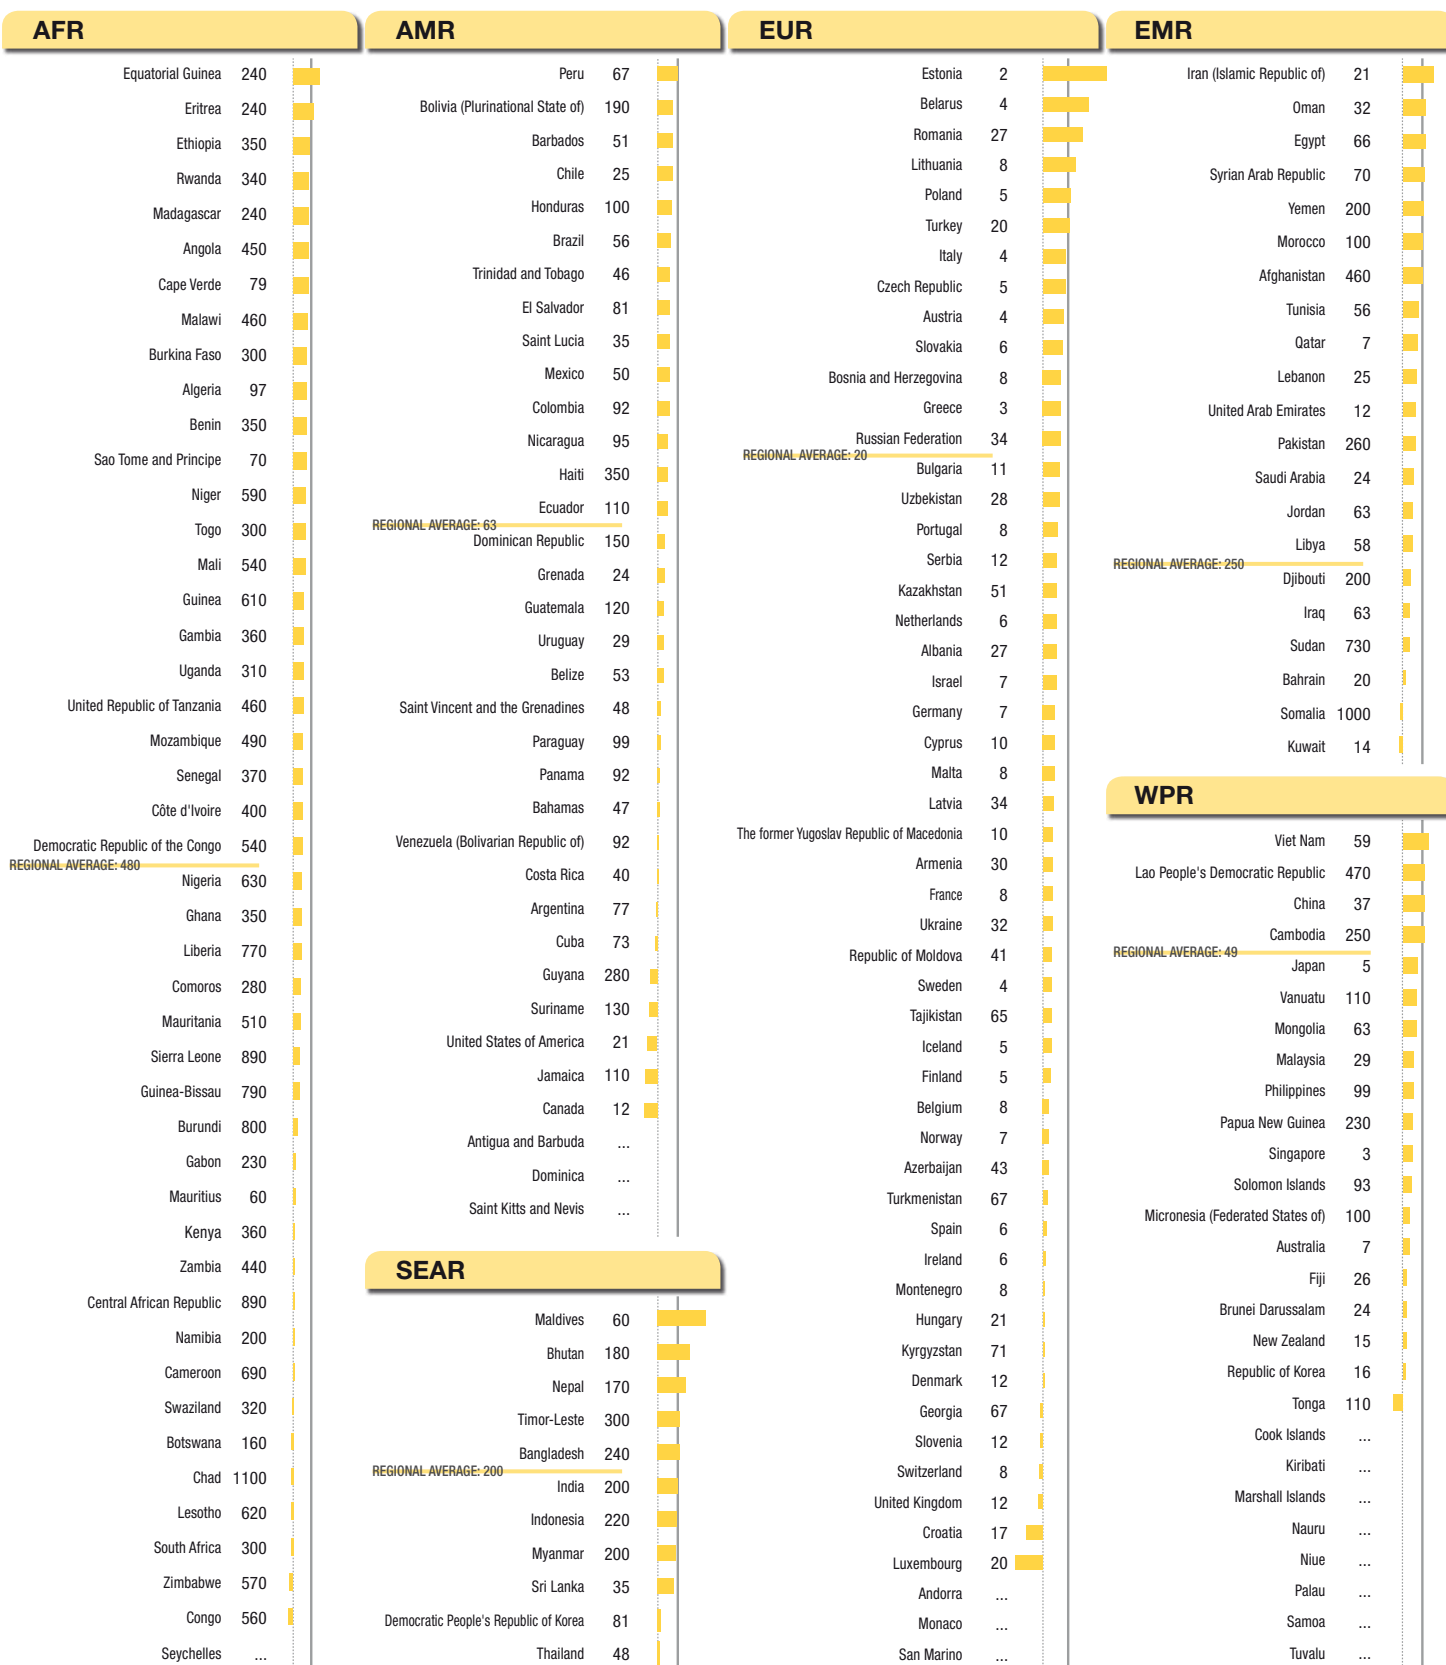 AFR
Equatorial Guinea 240
Eritrea 240
Ethiopia 350
Rwanda 340
Madagascar 240
Angola 450
Cape Verde 79
Malawi 460
Burkina Faso 300
Algeria 97
Benin 350
Sao Tome and Principe 70
Niger 590
Togo 300
Mali 540
Guinea 610
Gambia 360
Uganda 310
United Republic of Tanzania 460
Mozambique 490
Senegal 370
Côte d'Ivoire 400
Democratic Republic of the Congo 540
REGIONAL AVERAGE: 480
Nigeria 630
Ghana 350
Liberia 770
Comoros 280
Mauritania 510
Sierra Leone 890
Guinea-Bissau 790
Burundi 800
Gabon 230
Mauritius 60
Kenya 360
Zambia 440
Central African Republic 890
Namibia 200
Cameroon 690
Swaziland 320
Botswana 160
Chad 1100
Lesotho 620
South Africa 300
Zimbabwe 570
Congo 560
Seychelles ...
AMR
Peru 67
Bolivia (Plurinational State of) 190
Barbados 51
Chile 25
Honduras 100
Brazil 56
Trinidad and Tobago 46
El Salvador 81
Saint Lucia 35
Mexico 50
Colombia 92
Nicaragua 95
Haiti 350
Ecuador 110
REGIONAL AVERAGE: 63
Dominican Republic 150
Grenada 24
Guatemala 120
Uruguay 29
Belize 53
Saint Vincent and the Grenadines 48
Paraguay 99
Panama 92
Bahamas 47
Venezuela (Bolivarian Republic of) 92
Costa Rica 40
Argentina 77
Cuba 73
Guyana 280
Suriname 130
United States of America 21
Jamaica 110
Canada 12
Antigua and Barbuda ...
Dominica ...
Saint Kitts and Nevis ...
SEAR
Maldives 60
Bhutan 180
Nepal 170
Timor-Leste 300
Bangladesh 240
REGIONAL AVERAGE: 200
India 200
Indonesia 220
Myanmar 200
Sri Lanka 35
Democratic People's Republic of Korea 81
Thailand 48
EUR
Estonia 2
Belarus 4
Romania 27
Lithuania 8
Poland 5
Turkey 20
Italy 4
Czech Republic 5
Austria 4
Slovakia 6
Bosnia and Herzegovina 8
Greece 3
Russian Federation 34
REGIONAL AVERAGE: 20
Bulgaria 11
Uzbekistan 28
Portugal 8
Serbia 12
Kazakhstan 51
Netherlands 6
Albania 27
Israel 7
Germany 7
Cyprus 10
Malta 8
Latvia 34
The former Yugoslav Republic of Macedonia 10
Armenia 30
France 8
Ukraine 32
Republic of Moldova 41
Sweden 4
Tajikistan 65
Iceland 5
Finland 5
Belgium 8
Norway 7
Azerbaijan 43
Turkmenistan 67
Spain 6
Ireland 6
Montenegro 8
Hungary 21
Kyrgyzstan 71
Denmark 12
Georgia 67
Slovenia 12
Switzerland 8
United Kingdom 12
Croatia 17
Luxembourg 20
Andorra ...
Monaco ...
San Marino ...
EMR
Iran (Islamic Republic of) 21
Oman 32
Egypt 66
Syrian Arab Republic 70
Yemen 200
Morocco 100
Afghanistan 460
Tunisia 56
Qatar 7
Lebanon 25
United Arab Emirates 12
Pakistan 260
Saudi Arabia 24
Jordan 63
Libya 58
REGIONAL AVERAGE: 250
Djibouti 200
Iraq 63
Sudan 730
Bahrain 20
Somalia 1000
Kuwait 14
WPR
Viet Nam 59
Lao People's Democratic Republic 470
China 37
Cambodia 250
REGIONAL AVERAGE: 49
Japan 5
Vanuatu 110
Mongolia 63
Malaysia 29
Philippines 99
Papua New Guinea 230
Singapore 3
Solomon Islands 93
Micronesia (Federated States of) 100
Australia 7
Fiji 26
Brunei Darussalam 24
New Zealand 15
Republic of Korea 16
Tonga 110
Cook Islands ...
Kiribati ...
Marshall Islands ...
Nauru ...
Niue ...
Palau ...
Samoa ...
Tuvalu ...